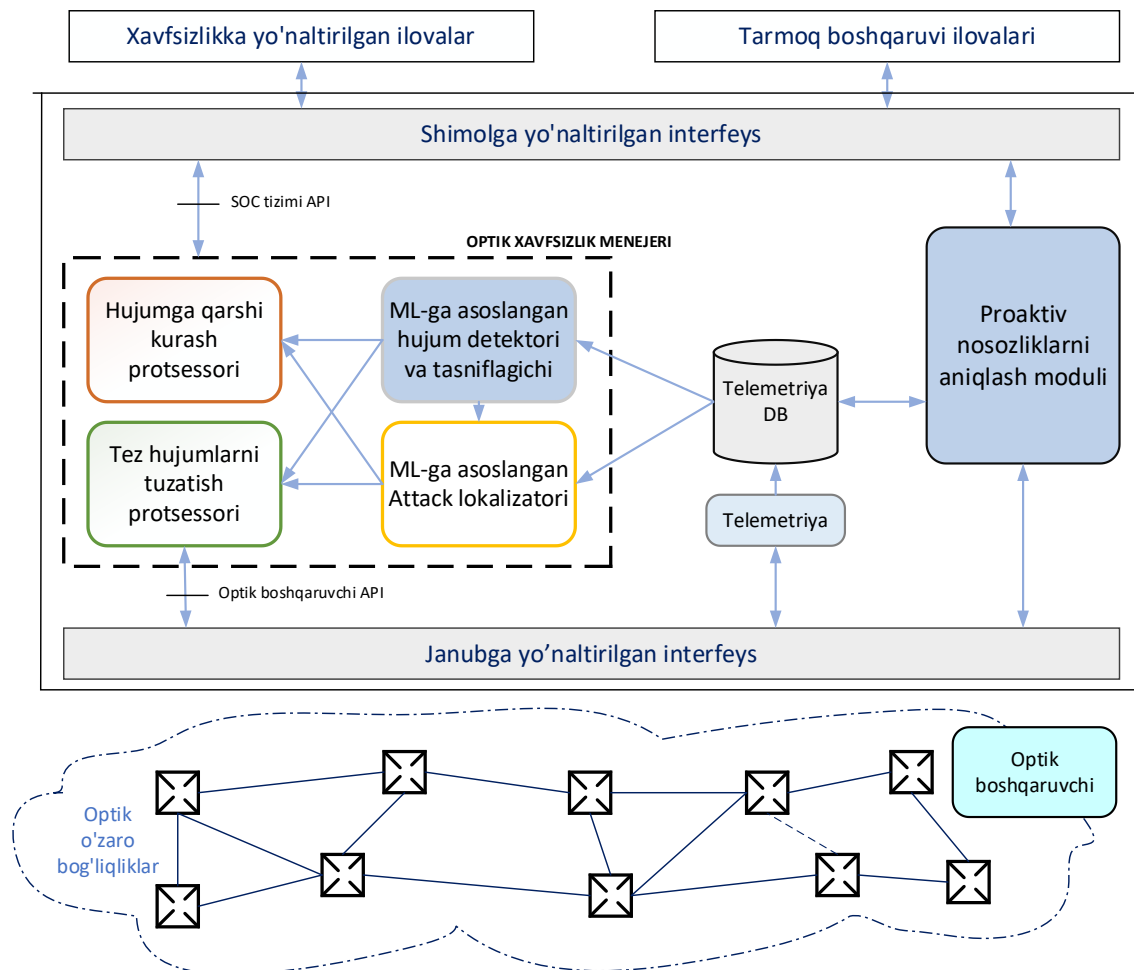 Xavfsizlikka yo'naltirilgan ilovalar
Tarmoq boshqaruvi ilovalari
Shimolga yo'naltirilgan interfeys
SOC tizimi API
OPTIK XAVFSIZLIK MENEJERI
Hujumga qarshi
kurash
protsessori
ML-ga asoslangan
hujum detektori
va tasniflagichi
Proaktiv
nosozliklarni
aniqlash moduli
Telemetriya
DB
Tez hujumlarni
tuzatish
protsessori
ML-ga asoslangan
Attack lokalizatori
Telemetriya
Optik boshqaruvchi API
Janubga yo’naltirilgan interfeys
Optik
boshqaruvchi
Optik
o'zaro
bog'liqliklar